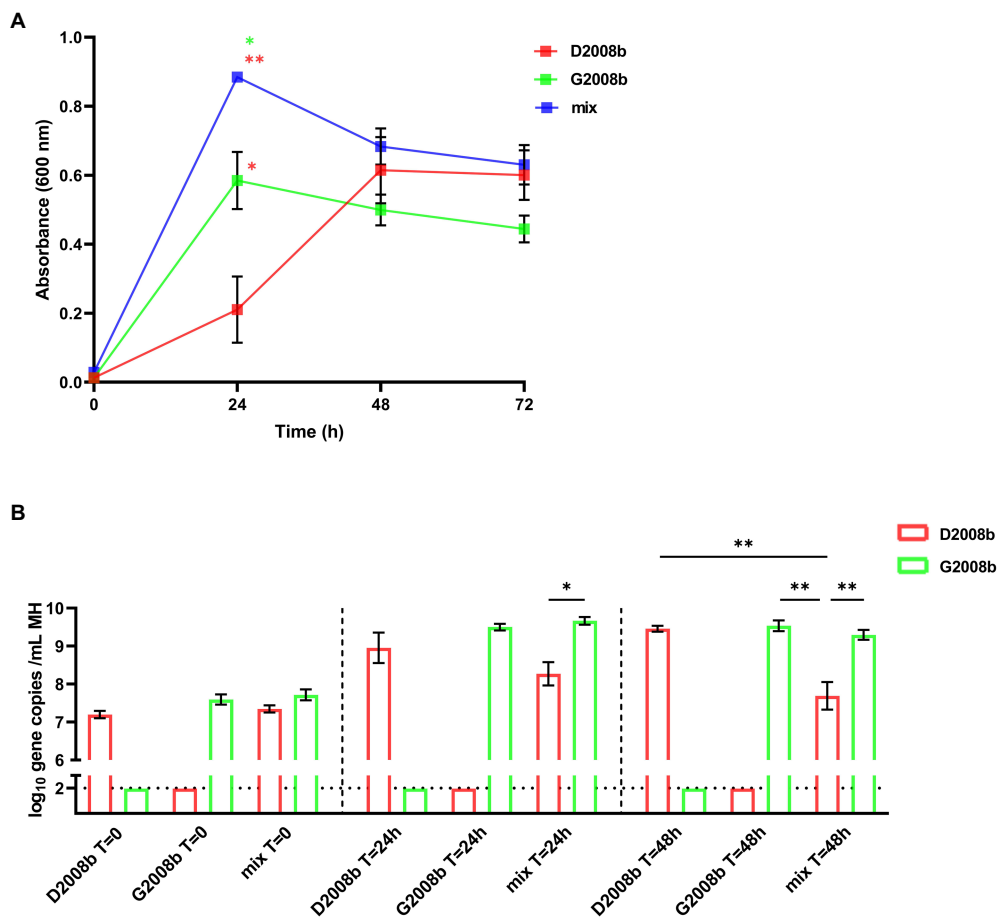 A
1.0
0.8
0.6
0.4
0.2
0.0
Absorbance (600 nm)
*
**
*
0 24 48 72
Time (h)
D2008b
G2008b
mix
B
D2008b
G2008b
**
* ** **
10
9
8
7
6
2
log10 gene copies /mL MH
D2008b T=0
G2008b T=0
mix T=0
D2008b T=24h
G2008b T=24h
mix T=24h
D2008b T=48h
G2008b T=48h
mix T=48h